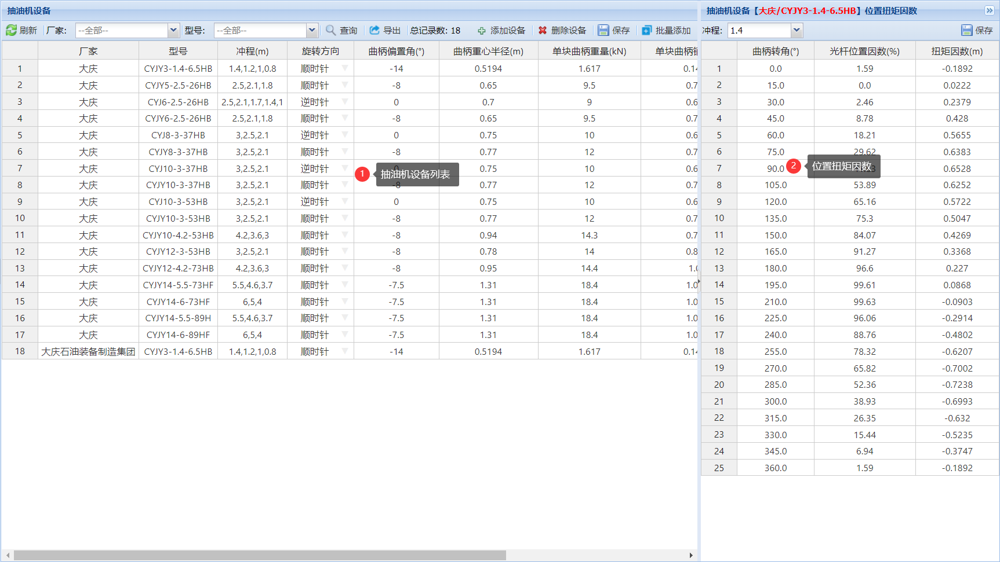 抽油机设备
刷新 厂家: --全部-- 型号: --全部-- 查询 导出 总记录数: 18 添加设备 删除设备 保存 批量添加
厂家 型号 冲程(m) 旋转方向 曲柄偏置角(°) 曲柄重心半径(m) 单块曲柄重量(kN) 单块曲柄
1 大庆 CYJY3-1.4-6.5HB 1.4,1.2,1,0.8 顺时针 -14 0.5194 1.617 0.14
2 大庆 CYJY5-2.5-26HB 2.5,2.1,1.8 顺时针 -8 0.65 9.5 0.7
3 大庆 CYJ6-2.5-26HB 2.5,2.1,1.7,1.4,1 逆时针 0 0.7 9 0.6
4 大庆 CYJY6-2.5-26HB 2.5,2.1,1.8 顺时针 -8 0.65 9.5 0.7
5 大庆 CYJ8-3-37HB 3,2.5,2.1 逆时针 0 0.75 10 0.6
6 大庆 CYJY8-3-37HB 3,2.5,2.1 顺时针 -8 0.77 12 0.7
7 大庆 CYJ10-3-37HB 3,2.5,2.1 逆时针 0 0.75 10 0.6
1 抽油机设备列表
8 大庆 CYJY10-3-37HB 3,2.5,2.1 顺时针 -8 0.77 12 0.7
9 大庆 CYJ10-3-53HB 3,2.5,2.1 逆时针 0 0.75 10 0.6
10 大庆 CYJY10-3-53HB 3,2.5,2.1 顺时针 -8 0.77 12 0.7
11 大庆 CYJY10-4.2-53HB 4.2,3.6,3 顺时针 -8 0.94 14.3 0.7
12 大庆 CYJY12-3-53HB 3,2.5,2.1 顺时针 -8 0.78 14 0.8
13 大庆 CYJY12-4.2-73HB 4.2,3.6,3 顺时针 -8 0.95 14.4 1.0
14 大庆 CYJY14-5.5-73HF 5.5,4.6,3.7 顺时针 -7.5 1.31 18.4 1.0
15 大庆 CYJY14-6-73HF 6,5,4 顺时针 -7.5 1.31 18.4 1.0
16 大庆 CYJY14-5.5-89H 5.5,4.6,3.7 顺时针 -7.5 1.31 18.4 1.0
17 大庆 CYJY14-6-89HF 6,5,4 顺时针 -7.5 1.31 18.4 1.0
18 大庆石油装备制造集团 CYJY3-1.4-6.5HB 1.4,1.2,1,0.8 顺时针 -14 0.5194 1.617 0.14
抽油机设备【大庆/CYJY3-1.4-6.5HB】位置扭矩因数
冲程: 1.4 保存
曲柄转角(°) 光杆位置因数(%) 扭矩因数(m)
1 0.0 1.59 -0.1892
2 15.0 0.0 0.0222
3 30.0 2.46 0.2379
4 45.0 8.78 0.428
5 60.0 18.21 0.5655
6 75.0 29.62 0.6383
7 90.0 0.6528
2 位置扭矩因数
8 105.0 53.89 0.6252
9 120.0 65.16 0.5722
10 135.0 75.3 0.5047
11 150.0 84.07 0.4269
12 165.0 91.27 0.3368
13 180.0 96.6 0.227
14 195.0 99.61 0.0868
15 210.0 99.63 -0.0903
16 225.0 96.06 -0.2914
17 240.0 88.76 -0.4802
18 255.0 78.32 -0.6207
19 270.0 65.82 -0.7002
20 285.0 52.36 -0.7238
21 300.0 38.93 -0.6993
22 315.0 26.35 -0.632
23 330.0 15.44 -0.5235
24 345.0 6.94 -0.3747
25 360.0 1.59 -0.1892